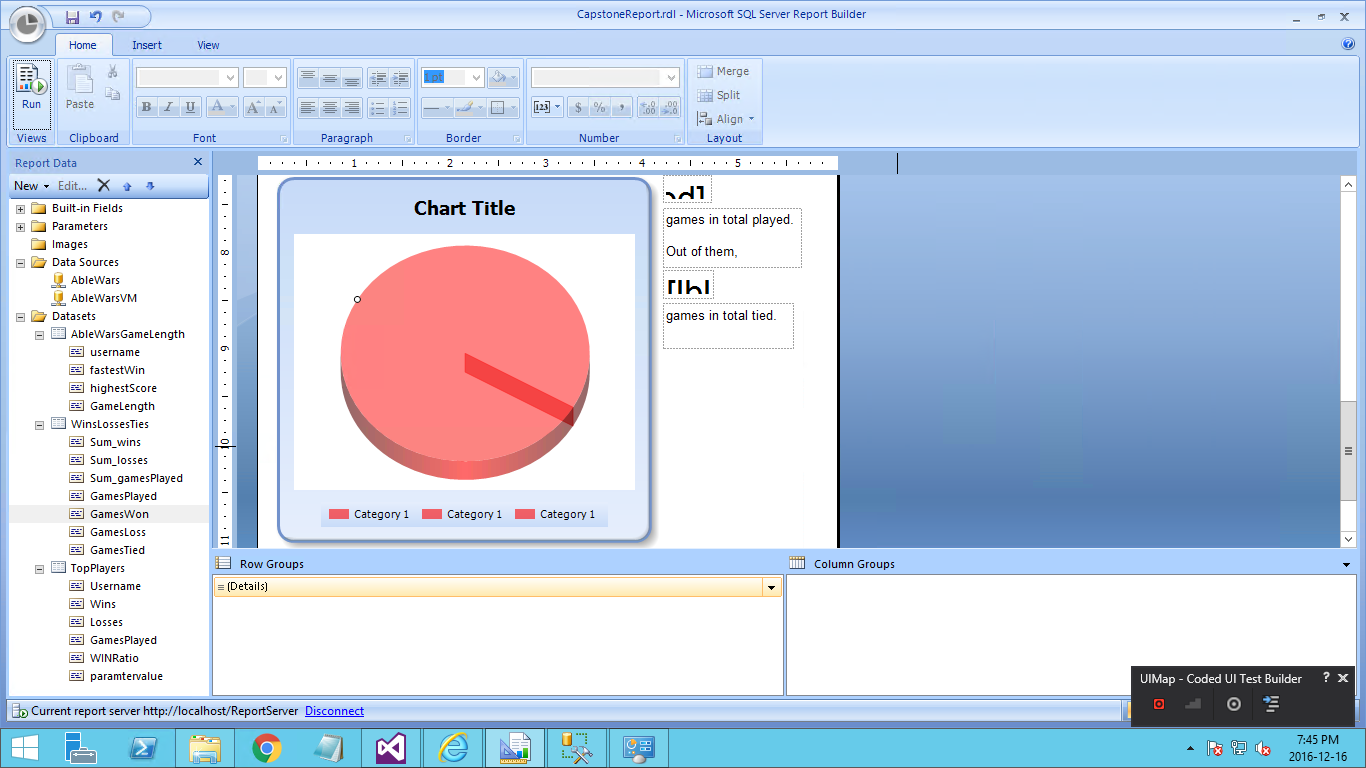 CapstoneReport.rdl - Microsoft SQL Server Report Builder
Home Insert View
Run
Paste
1pt
B I U A A A
[123] $ % , .0 .00
Merge
Split
Align
Views Clipboard Font Paragraph Border Number Layout
Report Data
New Edit...
Built-in Fields
Parameters
Images
Data Sources
AbleWars
AbleWarsVM
Datasets
AbleWarsGameLength
username
fastestWin
highestScore
GameLength
WinsLossesTies
Sum_wins
Sum_losses
Sum_gamesPlayed
GamesPlayed
GamesWon
GamesLoss
GamesTied
TopPlayers
Username
Wins
Losses
GamesPlayed
WINRatio
paramtervalue
1 2 3 4 5
8
9
10
11
Chart Title
Category 1 Category 1 Category 1
games in total played.
Out of them,
games in total tied.
Row Groups
(Details)
Column Groups
UIMap - Coded UI Test Builder ?
Current report server http://localhost/ReportServer Disconnect
7:45 PM
2016-12-16